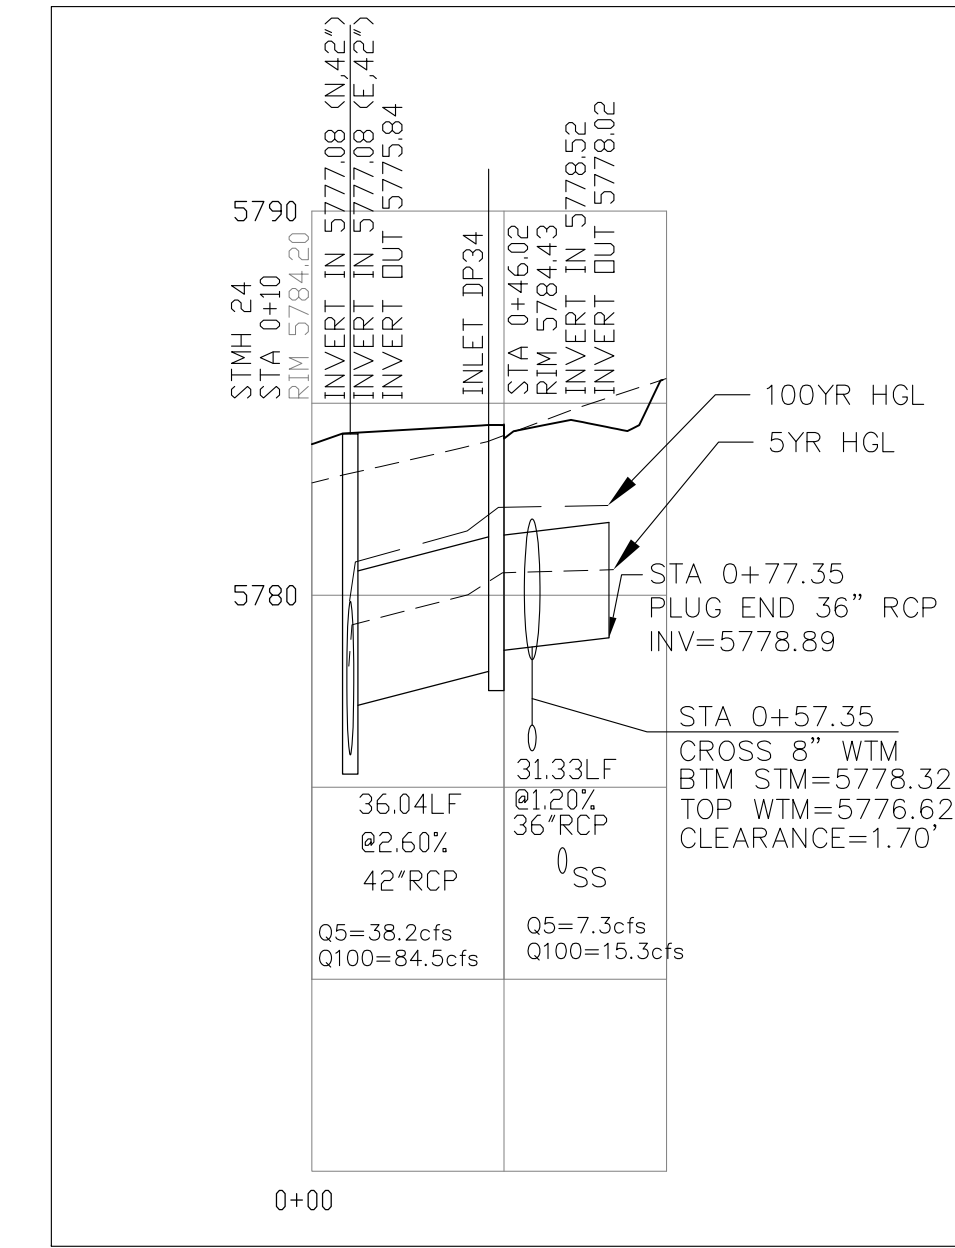 STMH 24
STA 0+10
RIM 5784.20
INVERT IN 5777.08 (N,42")
INVERT IN 5777.08 (E,42")
INVERT OUT 5775.84
INLET DP34
STA 0+46.02
RIM 5784.43
INVERT IN 5778.52
INVERT OUT 5778.02
5790
100YR HGL
5YR HGL
5780
STA 0+77.35
PLUG END 36" RCP
INV=5778.89
STA 0+57.35
CROSS 8" WTM
BTM STM=5778.32
TOP WTM=5776.62
CLEARANCE=1.70'
36.04LF
@2.60%
42"RCP
31.33LF
@1.20%
36"RCP
SS
Q5=38.2cfs
Q100=84.5cfs
Q5=7.3cfs
Q100=15.3cfs
0+00